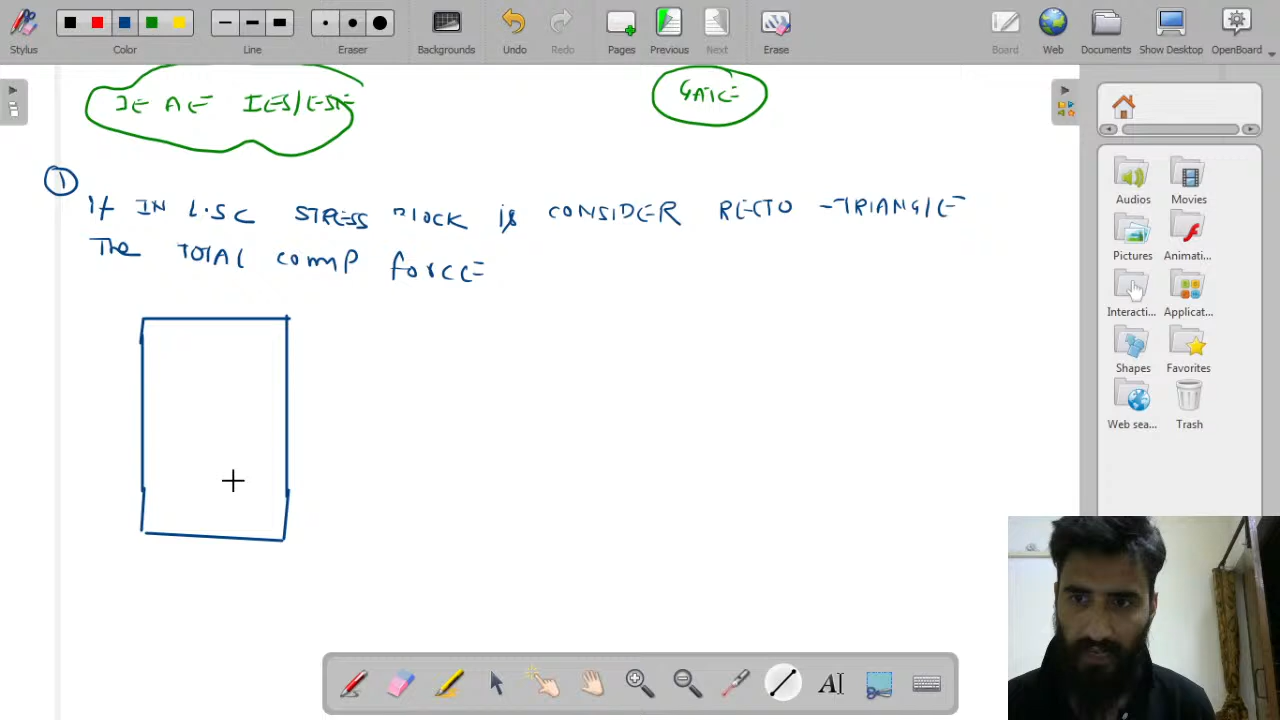 Stylus
Color
Line
Eraser
Backgrounds
Undo
Redo
Pages
Previous
Next
Erase
Board
Web
Documents
Show Desktop
OpenBoard
JE AE IES/ESE
GATE
1
If IN L.S.C STRESS BLOCK is CONSIDER RECTO -TRIANGLE
The TOTAL comp forCE
Audios
Movies
Pictures
Animati...
Interacti...
Applicat...
Shapes
Favorites
Web sea...
Trash